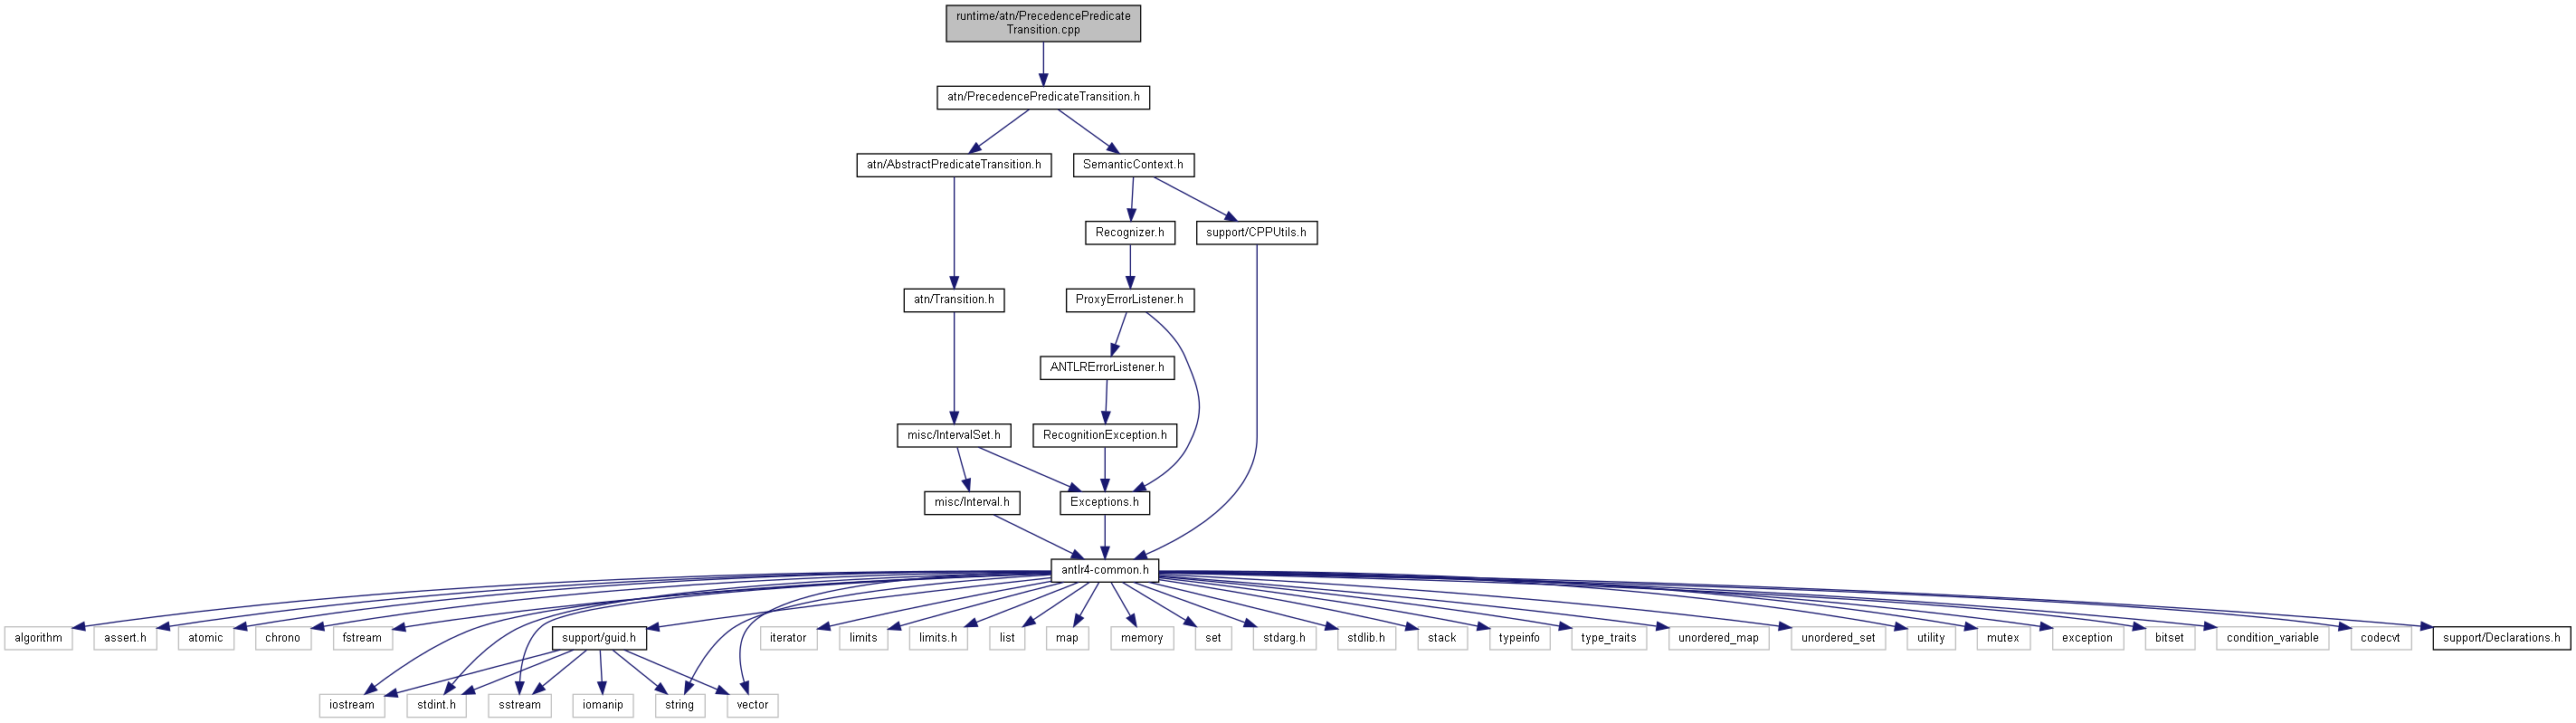 runtime/atn/PrecedencePredicate
Transition.cpp
atn/PrecedencePredicateTransition.h
atn/AbstractPredicateTransition.h
SemanticContext.h
Recognizer.h
support/CPPUtils.h
atn/Transition.h
ProxyErrorListener.h
ANTLRErrorListener.h
misc/IntervalSet.h
RecognitionException.h
misc/Interval.h
Exceptions.h
antlr4-common.h
algorithm
assert.h
atomic
chrono
fstream
support/guid.h
iterator
limits
limits.h
list
map
memory
set
stdarg.h
stdlib.h
stack
typeinfo
type_traits
unordered_map
unordered_set
utility
mutex
exception
bitset
condition_variable
codecvt
support/Declarations.h
iostream
stdint.h
sstream
iomanip
string
vector